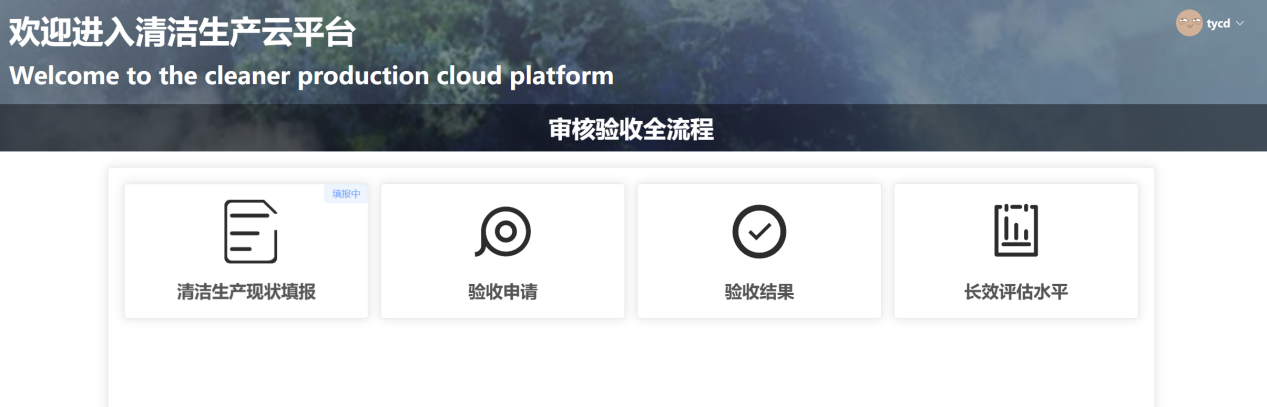 欢迎进入清洁生产云平台
tycd
Welcome to the cleaner production cloud platform
审核验收全流程
填报中
清洁生产现状填报
验收申请
验收结果
长效评估水平